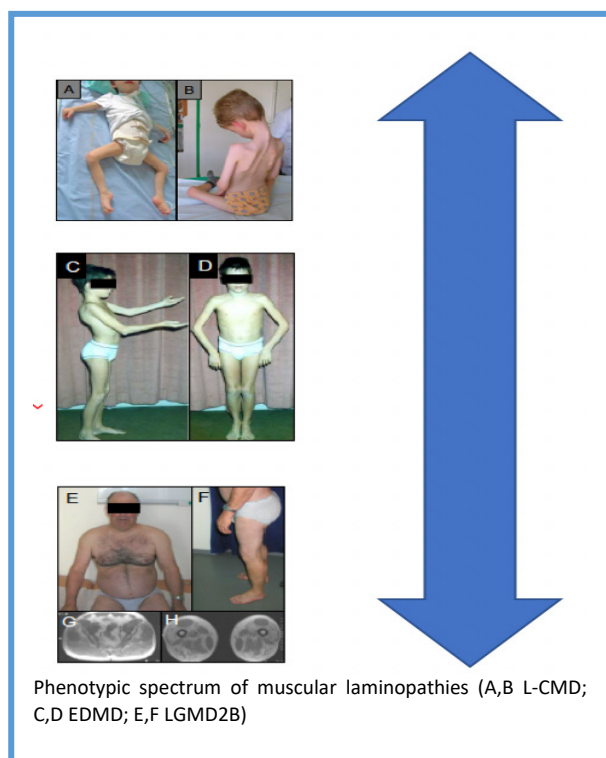 A B
C D
E F
G H
Phenotypic spectrum of muscular laminopathies (A,B L-CMD;
C,D EDMD; E,F LGMD2B)